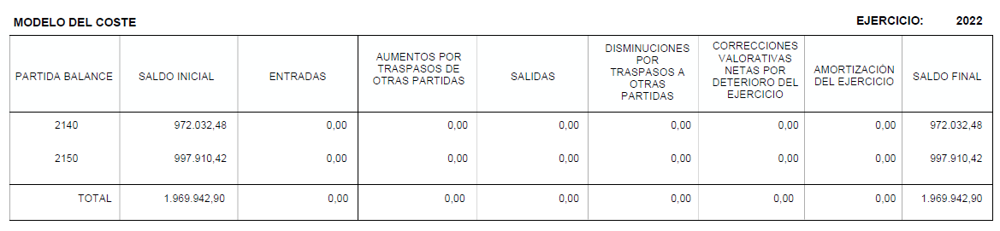 MODELO DEL COSTE
EJERCICIO: 2022
PARTIDA BALANCE
SALDO INICIAL
ENTRADAS
AUMENTOS POR
TRASPASOS DE
OTRAS PARTIDAS
SALIDAS
DISMINUCIONES
POR
TRASPASOS A
OTRAS
PARTIDAS
CORRECCIONES
VALORATIVAS
NETAS POR
DETERIORO DEL
EJERCICIO
AMORTIZACIÓN
DEL EJERCICIO
SALDO FINAL
2140 972.032,48 0,00 0,00 0,00 0,00 0,00 0,00 972.032,48
2150 997.910,42 0,00 0,00 0,00 0,00 0,00 0,00 997.910,42
TOTAL 1.969.942,90 0,00 0,00 0,00 0,00 0,00 0,00 1.969.942,90